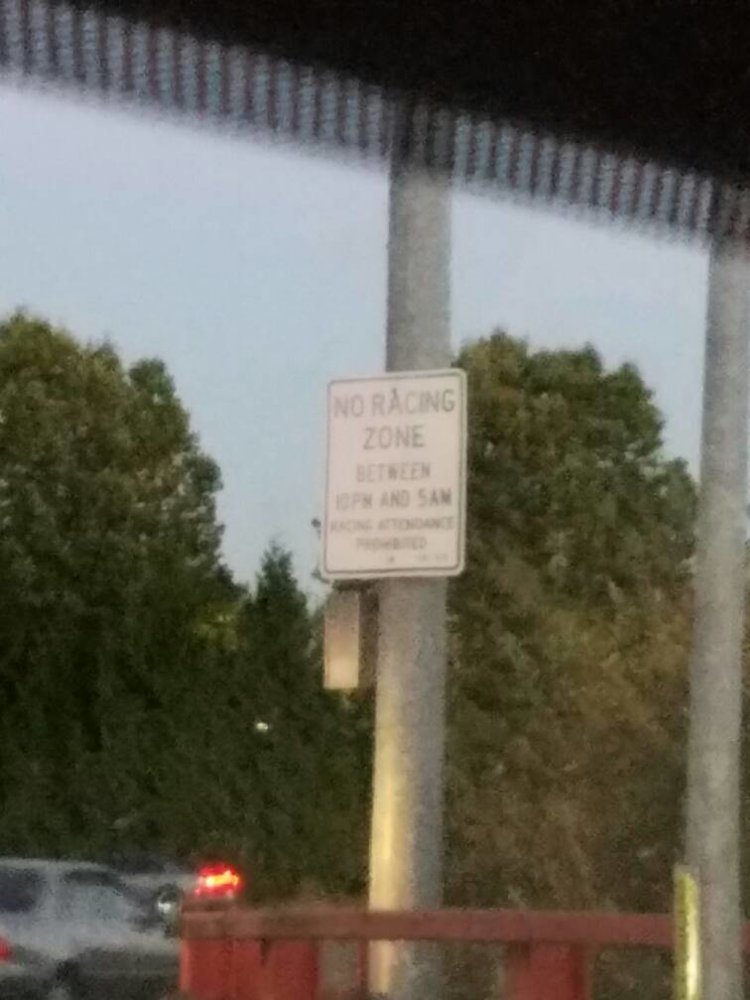 NO RACING
ZONE
BETWEEN
10PM AND 5AM
RACING ATTENDANCE
PROHIBITED